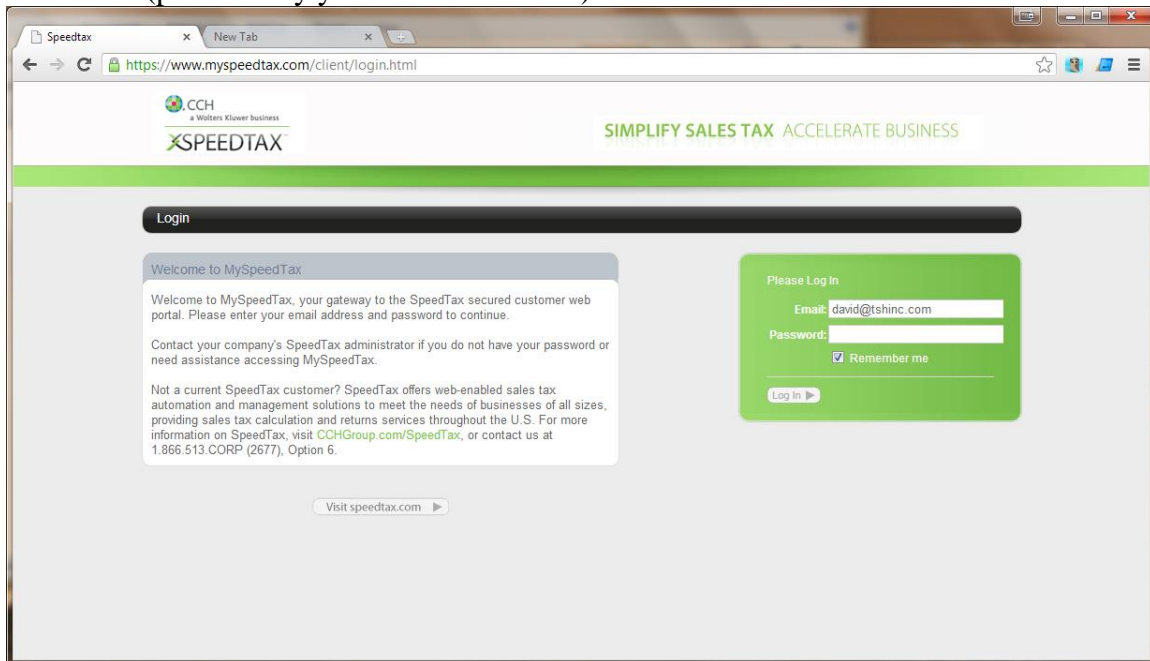 Speedtax
New Tab
https://www.myspeedtax.com/client/login.html
CCH
a Wolters Kluwer business
SPEEDTAX
SIMPLIFY SALES TAX ACCELERATE BUSINESS
Login
Welcome to MySpeedTax
Welcome to MySpeedTax, your gateway to the SpeedTax secured customer web
portal. Please enter your email address and password to continue.
Contact your company's SpeedTax administrator if you do not have your password or
need assistance accessing MySpeedTax.
Not a current SpeedTax customer? SpeedTax offers web-enabled sales tax
automation and management solutions to meet the needs of businesses of all sizes,
providing sales tax calculation and returns services throughout the U.S. For more
information on SpeedTax, visit CCHGroup.com/SpeedTax, or contact us at
1.866.513.CORP (2677), Option 6.
Visit speedtax.com
Please Log In
Email: david@tshinc.com
Password:
Remember me
Log In